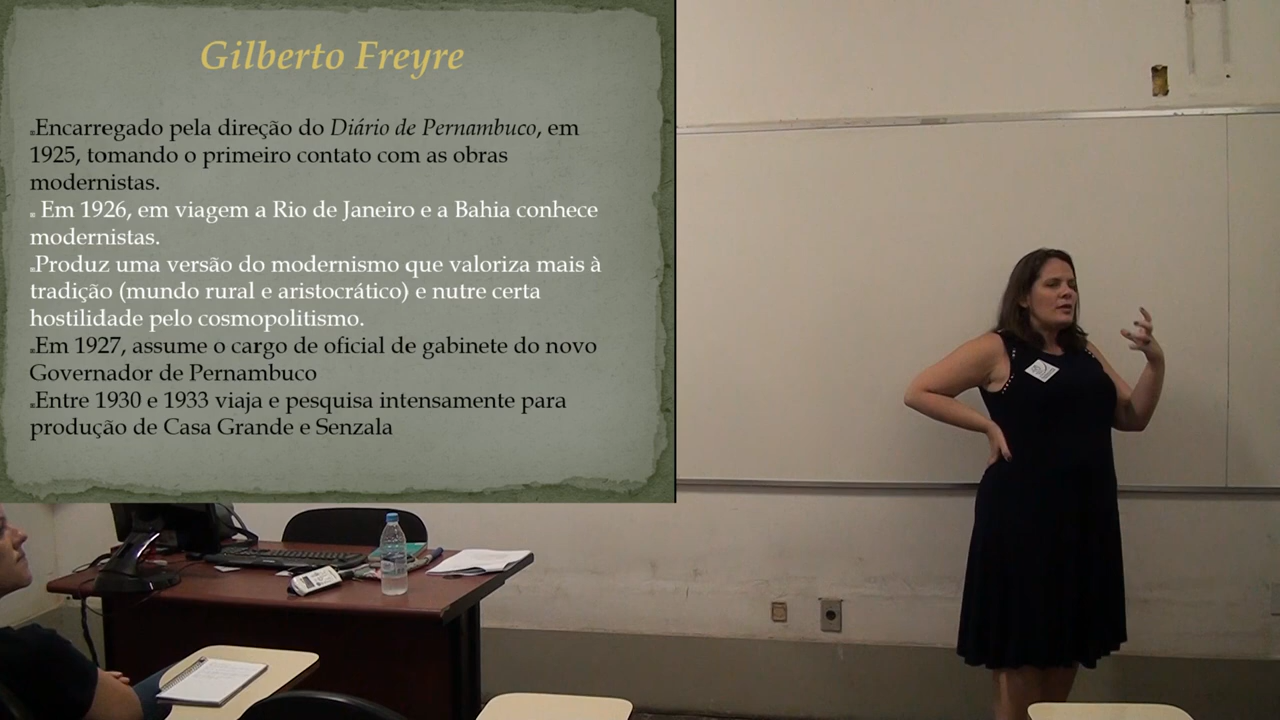 Gilberto Freyre
Encarregado pela direção do Diário de Pernambuco, em
1925, tomando o primeiro contato com as obras
modernistas.
Em 1926, em viagem a Rio de Janeiro e a Bahia conhece
modernistas.
Produz uma versão do modernismo que valoriza mais à
tradição (mundo rural e aristocrático) e nutre certa
hostilidade pelo cosmopolitismo.
Em 1927, assume o cargo de oficial de gabinete do novo
Governador de Pernambuco
Entre 1930 e 1933 viaja e pesquisa intensamente para
produção de Casa Grande e Senzala